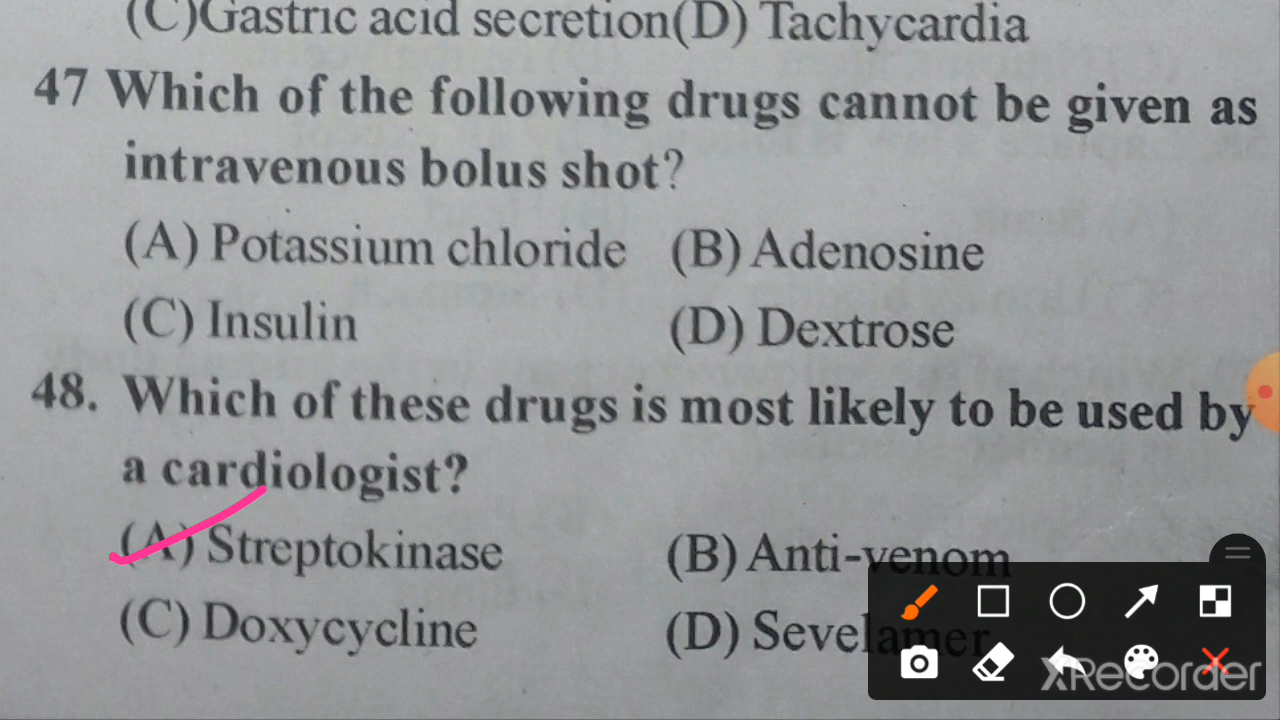 (C)Gastric acid secretion(D) Tachycardia
47 Which of the following drugs cannot be given as
intravenous bolus shot?
(A) Potassium chloride (B) Adenosine
(C) Insulin (D) Dextrose
48. Which of these drugs is most likely to be used by
a cardiologist?
(A) Streptokinase (B) Anti-venom
(C) Doxycycline (D) Sevelamer
XRecorder